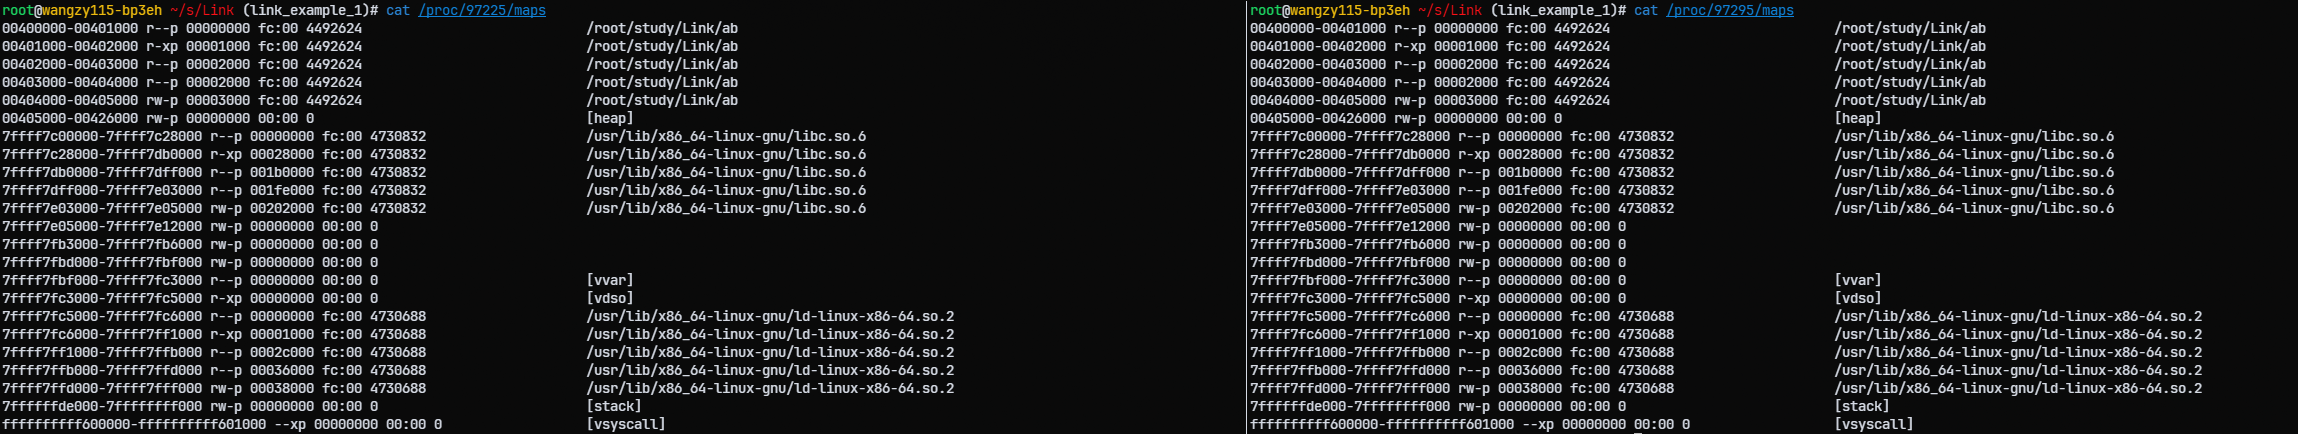 root@wangzy115-bp3eh ~/s/Link (link_example_1)# cat /proc/97225/maps
00400000-00401000 r--p 00000000 fc:00 4492624 /root/study/Link/ab
00401000-00402000 r-xp 00001000 fc:00 4492624 /root/study/Link/ab
00402000-00403000 r--p 00002000 fc:00 4492624 /root/study/Link/ab
00403000-00404000 r--p 00002000 fc:00 4492624 /root/study/Link/ab
00404000-00405000 rw-p 00003000 fc:00 4492624 /root/study/Link/ab
00405000-00426000 rw-p 00000000 00:00 0 [heap]
7ffff7c00000-7ffff7c28000 r--p 00000000 fc:00 4730832 /usr/lib/x86_64-linux-gnu/libc.so.6
7ffff7c28000-7ffff7db0000 r-xp 00028000 fc:00 4730832 /usr/lib/x86_64-linux-gnu/libc.so.6
7ffff7db0000-7ffff7dff000 r--p 001b0000 fc:00 4730832 /usr/lib/x86_64-linux-gnu/libc.so.6
7ffff7dff000-7ffff7e03000 r--p 001fe000 fc:00 4730832 /usr/lib/x86_64-linux-gnu/libc.so.6
7ffff7e03000-7ffff7e05000 rw-p 00202000 fc:00 4730832 /usr/lib/x86_64-linux-gnu/libc.so.6
7ffff7e05000-7ffff7e12000 rw-p 00000000 00:00 0
7ffff7fb3000-7ffff7fb6000 rw-p 00000000 00:00 0
7ffff7fbd000-7ffff7fbf000 rw-p 00000000 00:00 0
7ffff7fbf000-7ffff7fc3000 r--p 00000000 00:00 0 [vvar]
7ffff7fc3000-7ffff7fc5000 r-xp 00000000 00:00 0 [vdso]
7ffff7fc5000-7ffff7fc6000 r--p 00000000 fc:00 4730688 /usr/lib/x86_64-linux-gnu/ld-linux-x86-64.so.2
7ffff7fc6000-7ffff7ff1000 r-xp 00001000 fc:00 4730688 /usr/lib/x86_64-linux-gnu/ld-linux-x86-64.so.2
7ffff7ff1000-7ffff7ffb000 r--p 0002c000 fc:00 4730688 /usr/lib/x86_64-linux-gnu/ld-linux-x86-64.so.2
7ffff7ffb000-7ffff7ffd000 r--p 00036000 fc:00 4730688 /usr/lib/x86_64-linux-gnu/ld-linux-x86-64.so.2
7ffff7ffd000-7ffff7fff000 rw-p 00038000 fc:00 4730688 /usr/lib/x86_64-linux-gnu/ld-linux-x86-64.so.2
7ffffffde000-7ffffffff000 rw-p 00000000 00:00 0 [stack]
ffffffffff600000-ffffffffff601000 --xp 00000000 00:00 0 [vsyscall]
root@wangzy115-bp3eh ~/s/Link (link_example_1)# cat /proc/97295/maps
00400000-00401000 r--p 00000000 fc:00 4492624 /root/study/Link/ab
00401000-00402000 r-xp 00001000 fc:00 4492624 /root/study/Link/ab
00402000-00403000 r--p 00002000 fc:00 4492624 /root/study/Link/ab
00403000-00404000 r--p 00002000 fc:00 4492624 /root/study/Link/ab
00404000-00405000 rw-p 00003000 fc:00 4492624 /root/study/Link/ab
00405000-00426000 rw-p 00000000 00:00 0 [heap]
7ffff7c00000-7ffff7c28000 r--p 00000000 fc:00 4730832 /usr/lib/x86_64-linux-gnu/libc.so.6
7ffff7c28000-7ffff7db0000 r-xp 00028000 fc:00 4730832 /usr/lib/x86_64-linux-gnu/libc.so.6
7ffff7db0000-7ffff7dff000 r--p 001b0000 fc:00 4730832 /usr/lib/x86_64-linux-gnu/libc.so.6
7ffff7dff000-7ffff7e03000 r--p 001fe000 fc:00 4730832 /usr/lib/x86_64-linux-gnu/libc.so.6
7ffff7e03000-7ffff7e05000 rw-p 00202000 fc:00 4730832 /usr/lib/x86_64-linux-gnu/libc.so.6
7ffff7e05000-7ffff7e12000 rw-p 00000000 00:00 0
7ffff7fb3000-7ffff7fb6000 rw-p 00000000 00:00 0
7ffff7fbd000-7ffff7fbf000 rw-p 00000000 00:00 0
7ffff7fbf000-7ffff7fc3000 r--p 00000000 00:00 0 [vvar]
7ffff7fc3000-7ffff7fc5000 r-xp 00000000 00:00 0 [vdso]
7ffff7fc5000-7ffff7fc6000 r--p 00000000 fc:00 4730688 /usr/lib/x86_64-linux-gnu/ld-linux-x86-64.so.2
7ffff7fc6000-7ffff7ff1000 r-xp 00001000 fc:00 4730688 /usr/lib/x86_64-linux-gnu/ld-linux-x86-64.so.2
7ffff7ff1000-7ffff7ffb000 r--p 0002c000 fc:00 4730688 /usr/lib/x86_64-linux-gnu/ld-linux-x86-64.so.2
7ffff7ffb000-7ffff7ffd000 r--p 00036000 fc:00 4730688 /usr/lib/x86_64-linux-gnu/ld-linux-x86-64.so.2
7ffff7ffd000-7ffff7fff000 rw-p 00038000 fc:00 4730688 /usr/lib/x86_64-linux-gnu/ld-linux-x86-64.so.2
7ffffffde000-7ffffffff000 rw-p 00000000 00:00 0 [stack]
ffffffffff600000-ffffffffff601000 --xp 00000000 00:00 0 [vsyscall]